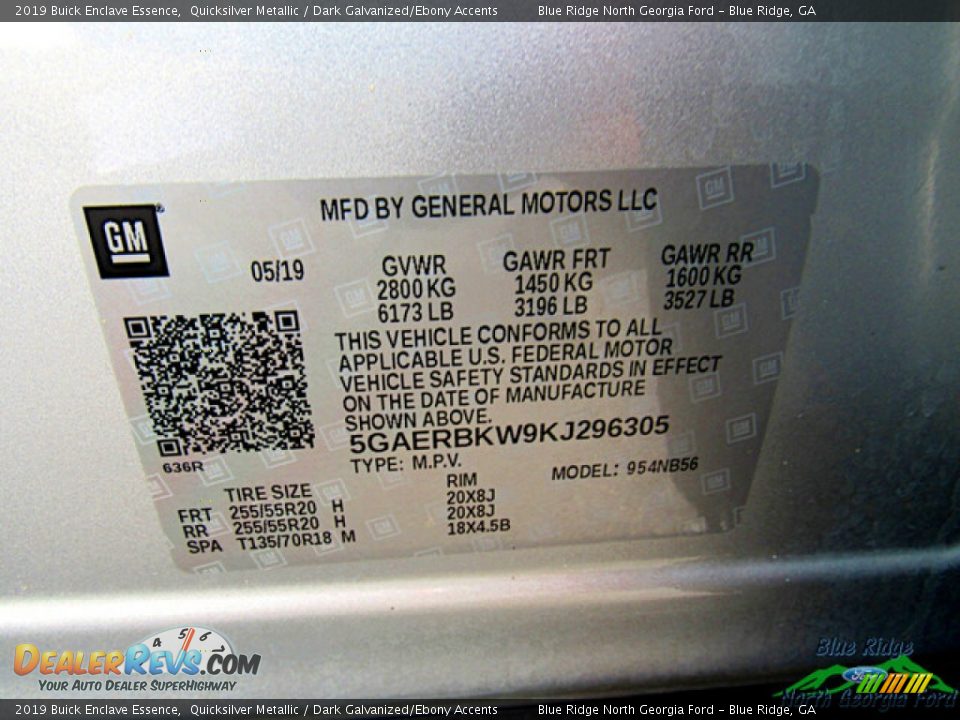 2019 Buick Enclave Essence, Quicksilver Metallic / Dark Galvanized/Ebony Accents Blue Ridge North Georgia Ford - Blue Ridge, GA
GM ®
MFD BY GENERAL MOTORS LLC
05/19 GVWR GAWR FRT GAWR RR
2800 KG 1450 KG 1600 KG
6173 LB 3196 LB 3527 LB
THIS VEHICLE CONFORMS TO ALL
APPLICABLE U.S. FEDERAL MOTOR
VEHICLE SAFETY STANDARDS IN EFFECT
ON THE DATE OF MANUFACTURE
SHOWN ABOVE.
5GAERBKW9KJ296305
636R
TYPE: M.P.V. MODEL: 954NB56
TIRE SIZE RIM
FRT 255/55R20 H 20X8J
RR 255/55R20 H 20X8J
SPA T135/70R18 M 18X4.5B
4 5 6
DEALERREVS.COM
YOUR AUTO DEALER SUPERHIGHWAY
Blue Ridge
Ford
North Georgia Ford
2019 Buick Enclave Essence, Quicksilver Metallic / Dark Galvanized/Ebony Accents Blue Ridge North Georgia Ford - Blue Ridge, GA